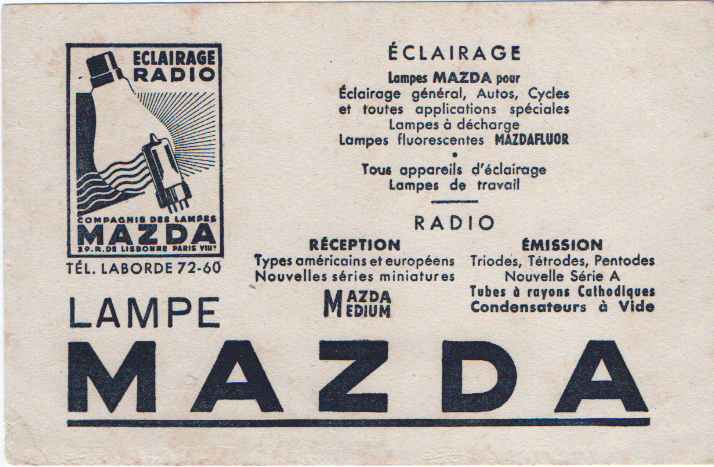 ECLAIRAGE
RADIO
COMPAGNIE DES LAMPES
MAZDA
29. R. DE LISBONNE PARIS VIIIe
TÉL. LABORDE 72-60
ÉCLAIRAGE
Lampes MAZDA pour
Éclairage général, Autos, Cycles
et toutes applications spéciales
Lampes à décharge
Lampes fluorescentes MAZDAFLUOR
•
Tous appareils d'éclairage
Lampes de travail
RADIO
RÉCEPTION
Types américains et européens
Nouvelles séries miniatures
MAZDA
MEDIUM
ÉMISSION
Triodes, Tétrodes, Pentodes
Nouvelle Série A
Tubes à rayons Cathodiques
Condensateurs à Vide
LAMPE
MAZDA